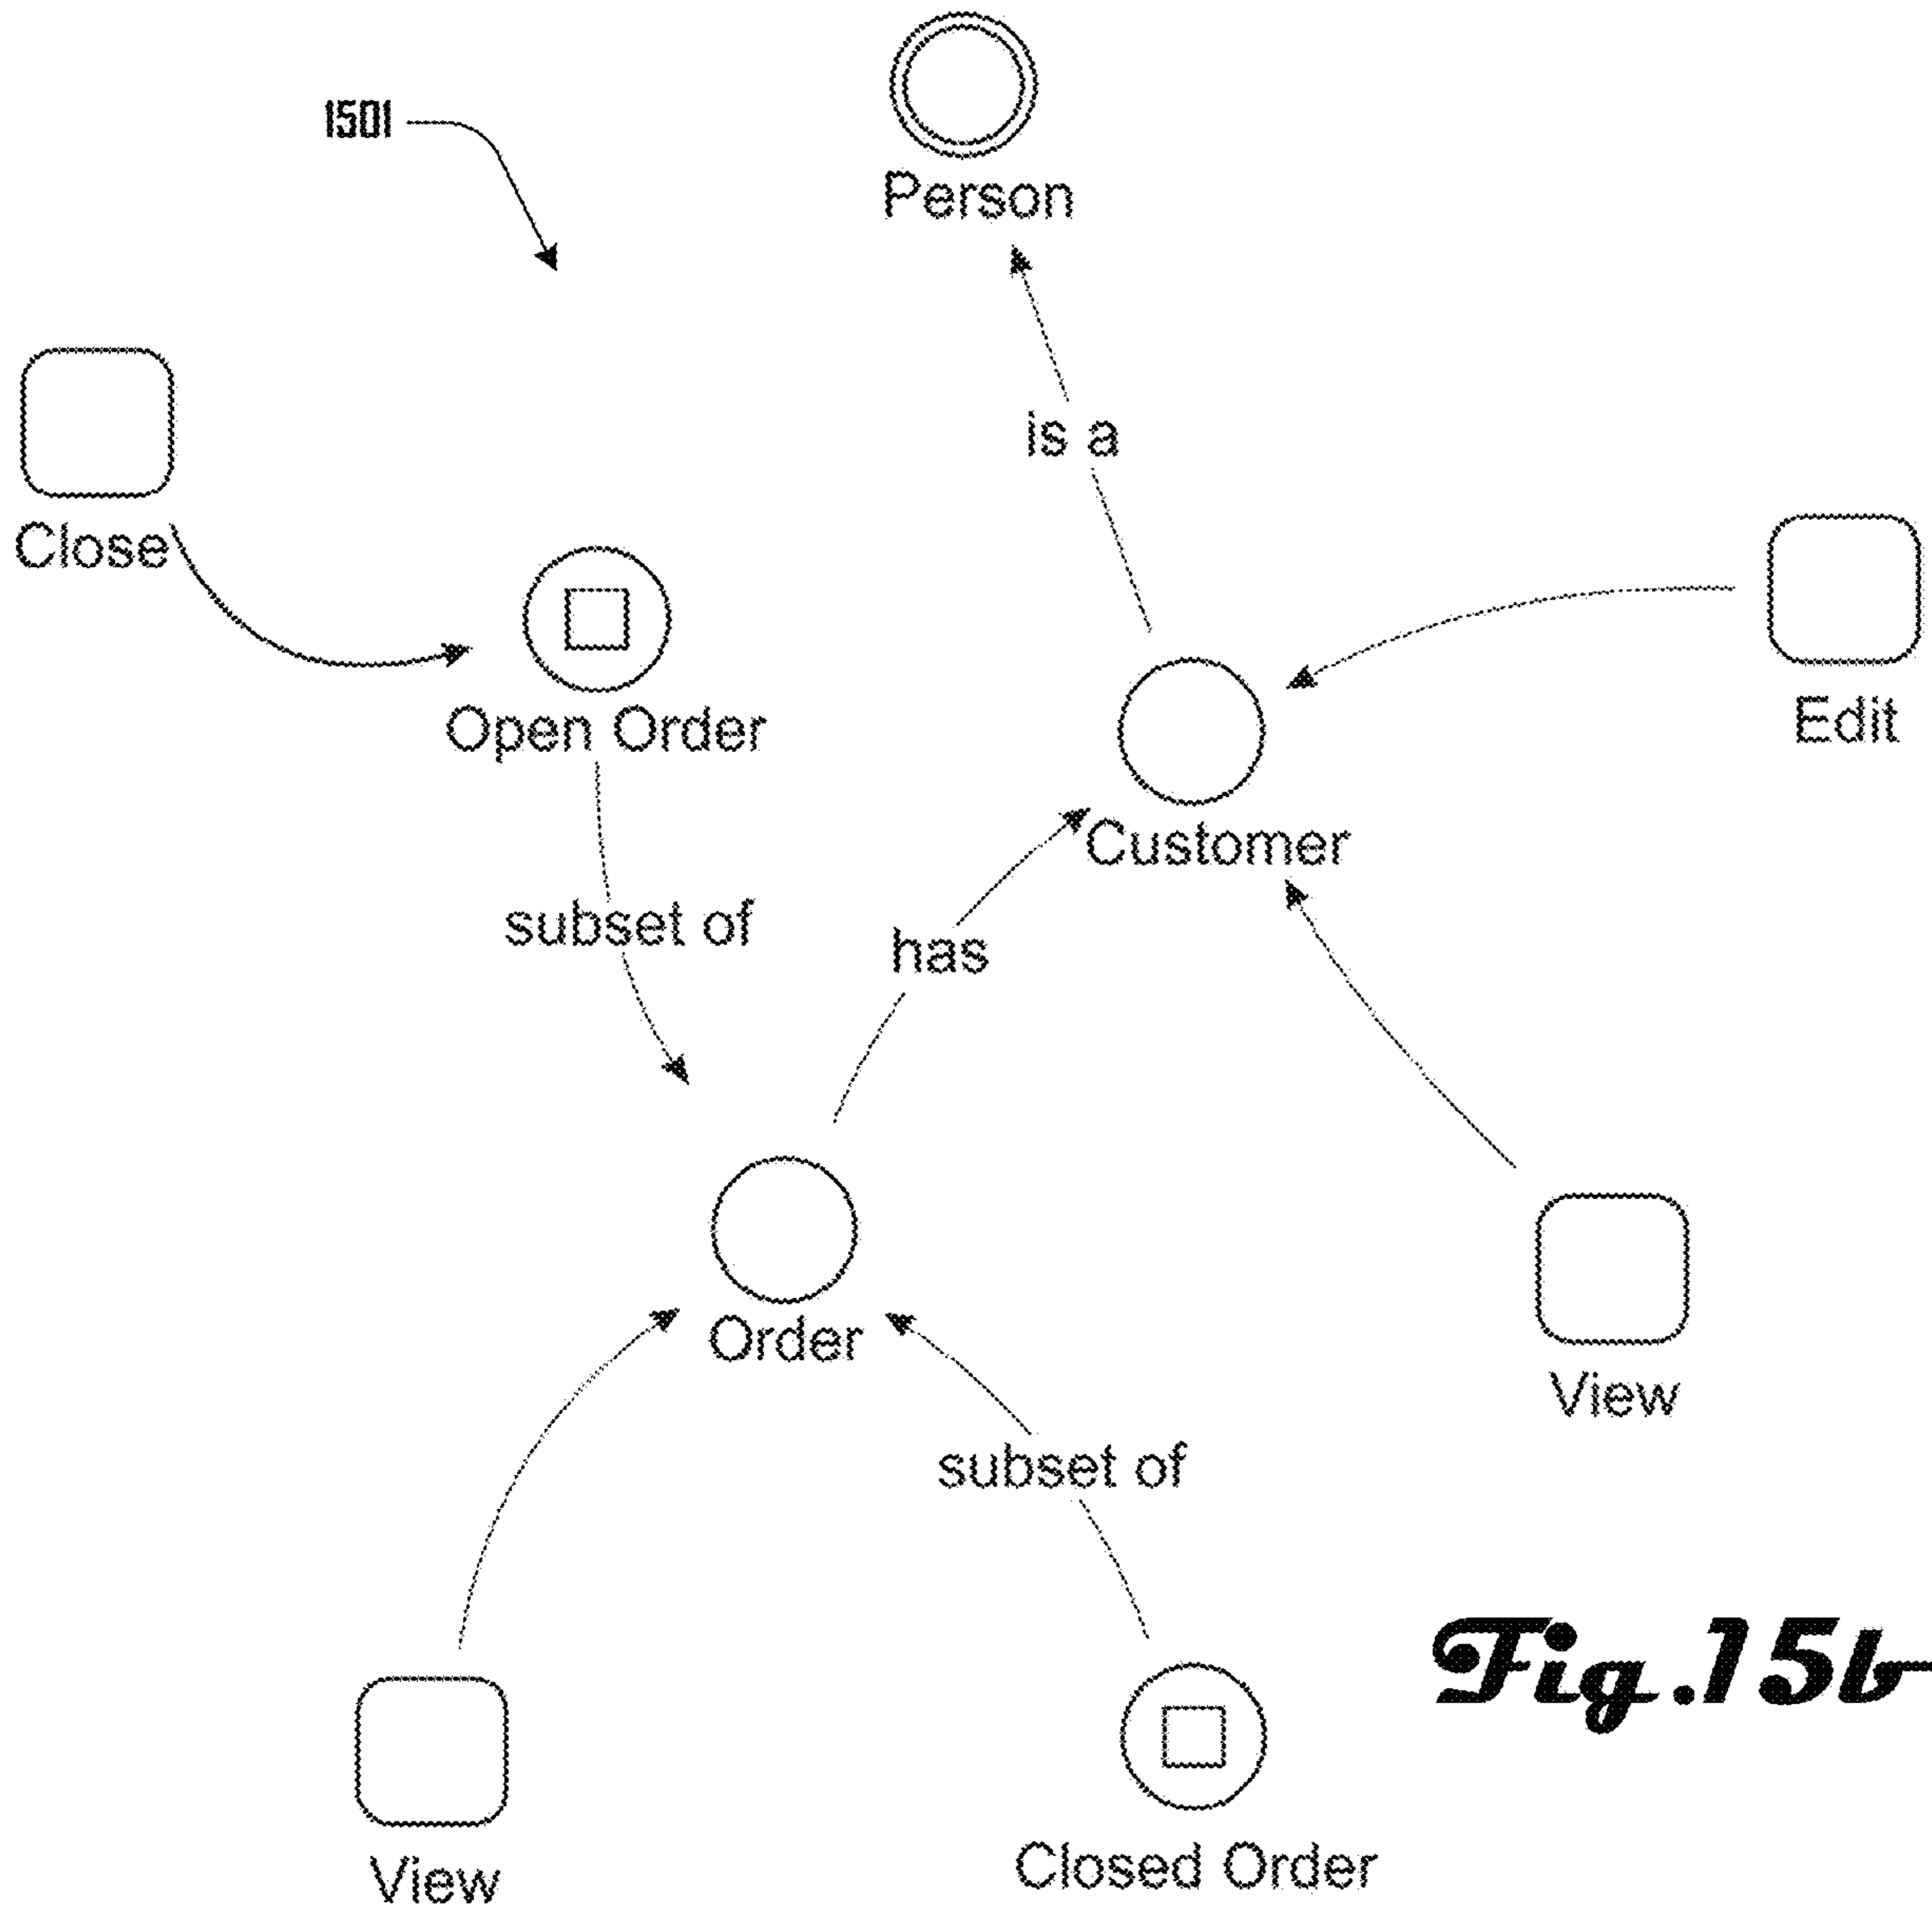 1501
Person
is a
Close
Edit
Open Order
Customer
subset of
has
Order
View
subset of
Fig.15b
View
Closed Order